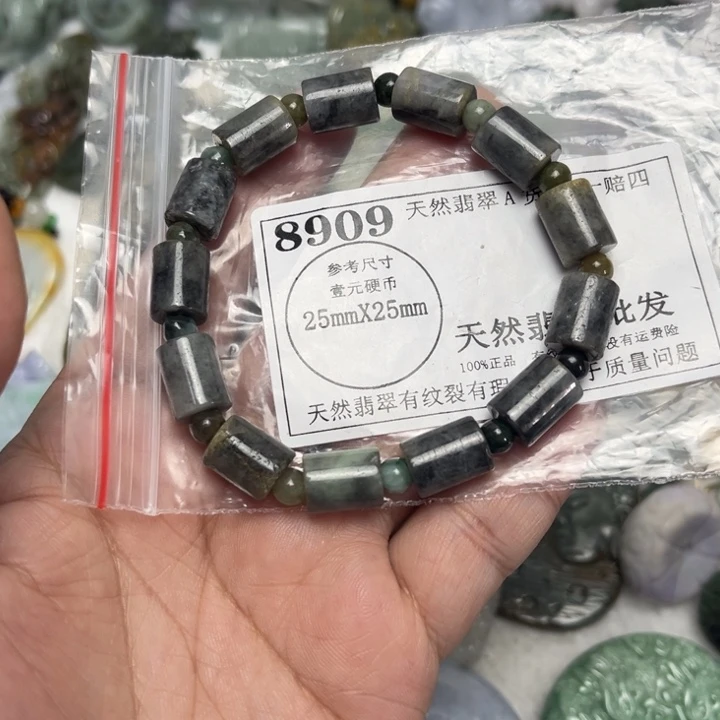 8909 天然翡翠A 一赔四
参考尺寸
壹元硬币
25mmX25mm
天然翡 批发
100%正品 没有运费险
天然翡翠有纹裂有 于质量问题